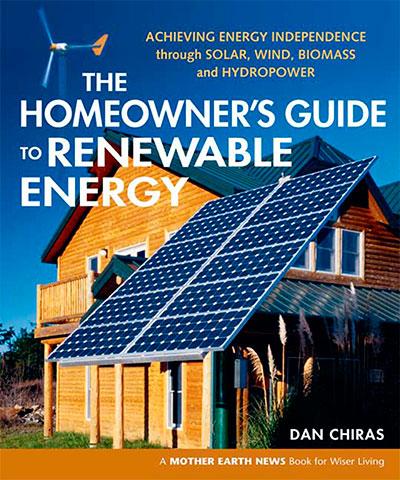 ACHIEVING ENERGY INDEPENDENCE
through SOLAR, WIND, BIOMASS
and HYDROPOWER
THE
HOMEOWNER'S GUIDE
TO RENEWABLE
ENERGY
DAN CHIRAS
A MOTHER EARTH NEWS Book for Wiser Living